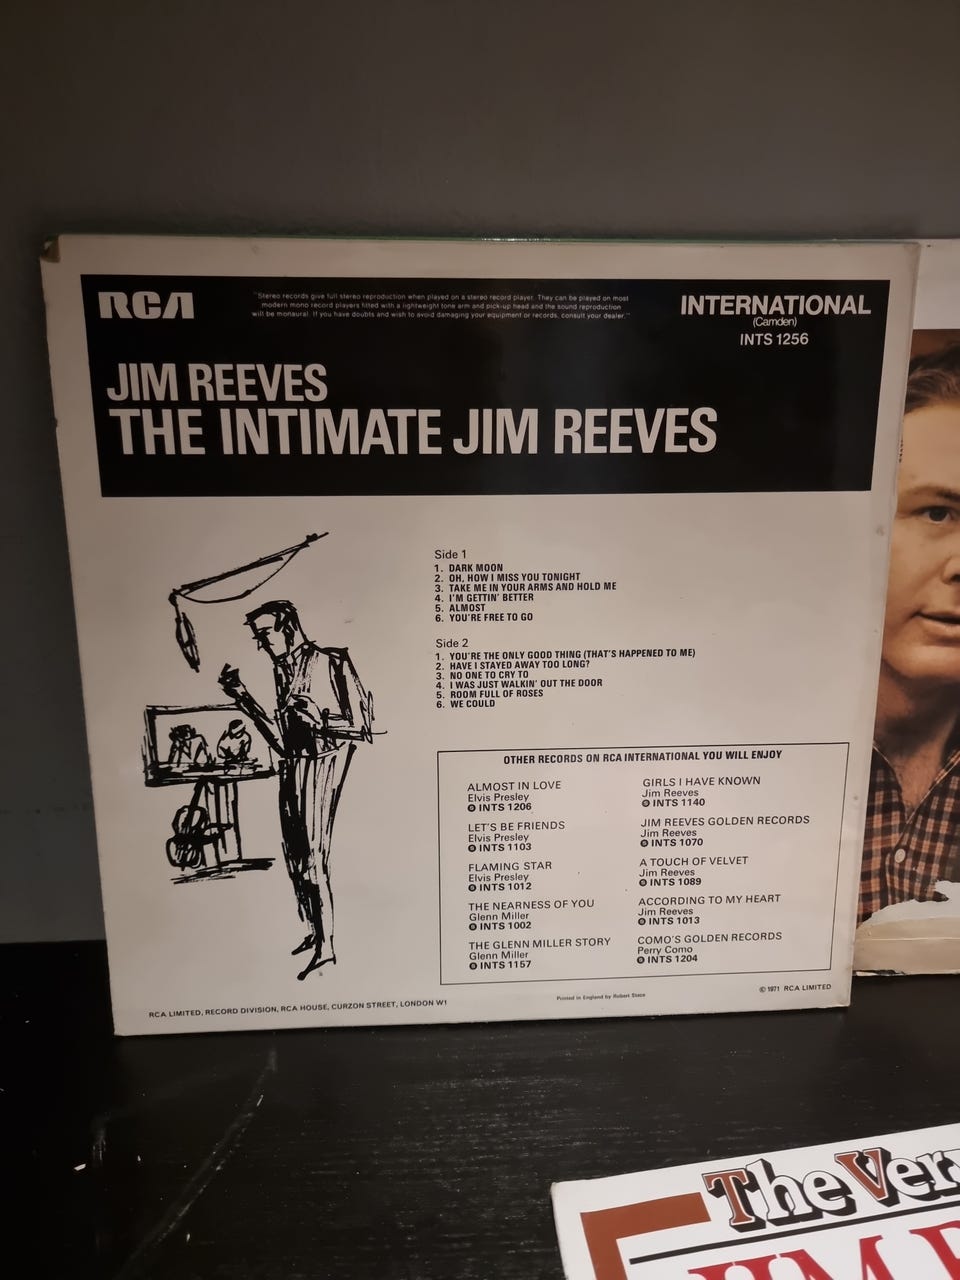 RCA
"Stereo records give full stereo reproduction when played on a stereo record player. They can be played on most
modern mono record players fitted with a lightweight tone arm and pick-up head and the sound reproduction
will be monaural. If you have doubts and wish to avoid damaging your equipment or records, consult your dealer."
INTERNATIONAL
(Camden)
INTS 1256
JIM REEVES
THE INTIMATE JIM REEVES
Side 1
1. DARK MOON
2. OH, HOW I MISS YOU TONIGHT
3. TAKE ME IN YOUR ARMS AND HOLD ME
4. I'M GETTIN' BETTER
5. ALMOST
6. YOU'RE FREE TO GO
Side 2
1. YOU'RE THE ONLY GOOD THING (THAT'S HAPPENED TO ME)
2. HAVE I STAYED AWAY TOO LONG?
3. NO ONE TO CRY TO
4. I WAS JUST WALKIN' OUT THE DOOR
5. ROOM FULL OF ROSES
6. WE COULD
OTHER RECORDS ON RCA INTERNATIONAL YOU WILL ENJOY
ALMOST IN LOVE
Elvis Presley
INTS 1206
LET'S BE FRIENDS
Elvis Presley
INTS 1103
FLAMING STAR
Elvis Presley
INTS 1012
THE NEARNESS OF YOU
Glenn Miller
INTS 1002
THE GLENN MILLER STORY
Glenn Miller
INTS 1157
GIRLS I HAVE KNOWN
Jim Reeves
INTS 1140
JIM REEVES GOLDEN RECORDS
Jim Reeves
INTS 1070
A TOUCH OF VELVET
Jim Reeves
INTS 1089
ACCORDING TO MY HEART
Jim Reeves
INTS 1013
COMO'S GOLDEN RECORDS
Perry Como
INTS 1204
RCA LIMITED, RECORD DIVISION, RCA HOUSE, CURZON STREET, LONDON W1
Printed in England by Robert Stace
© 1971 RCA LIMITED
The Very
JIM R